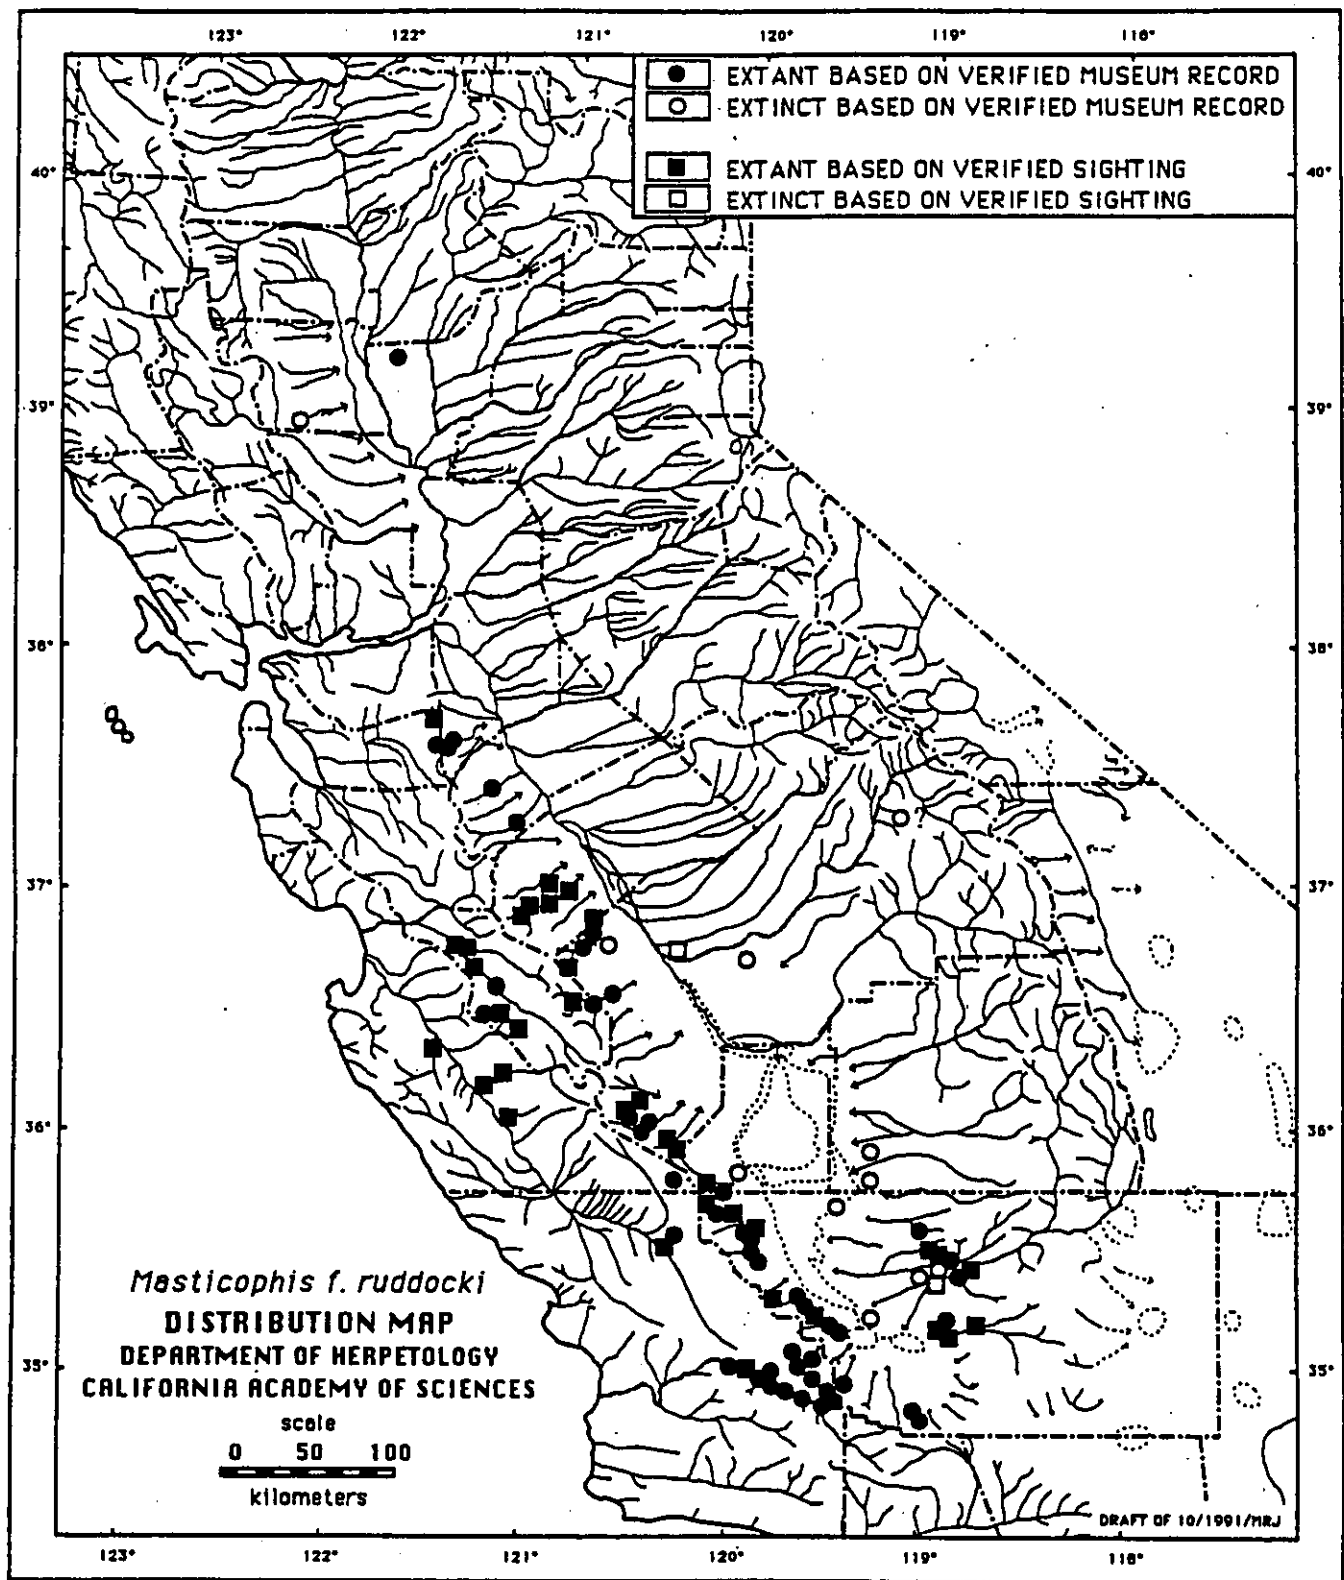 123° 122° 121° 120° 119° 118°
EXTANT BASED ON VERIFIED MUSEUM RECORD
EXTINCT BASED ON VERIFIED MUSEUM RECORD
EXTANT BASED ON VERIFIED SIGHTING
EXTINCT BASED ON VERIFIED SIGHTING
40° 40°
39° 39°
38° 38°
37° 37°
36° 36°
35° 35°
Masticophis f. ruddocki
DISTRIBUTION MAP
DEPARTMENT OF HERPETOLOGY
CALIFORNIA ACADEMY OF SCIENCES
scale
0 50 100
kilometers
DRAFT OF 10/1991/MRJ
123° 122° 121° 120° 119° 118°